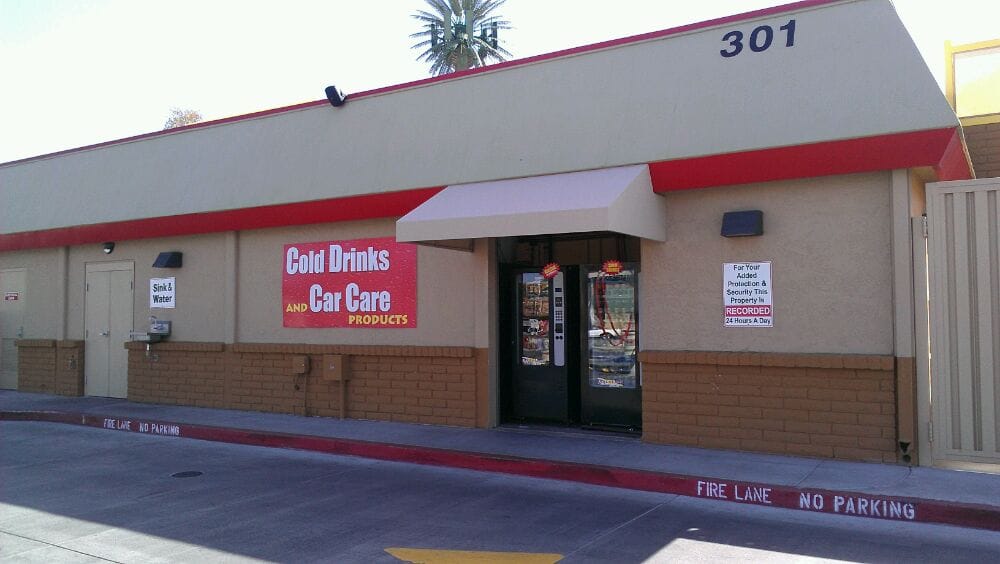 301
Cold Drinks
AND Car Care
PRODUCTS
Sink &
Water
For Your
Added
Protection &
Security This
Property Is
RECORDED
24 Hours A Day
FIRE LANE NO PARKING
FIRE LANE NO PARKING